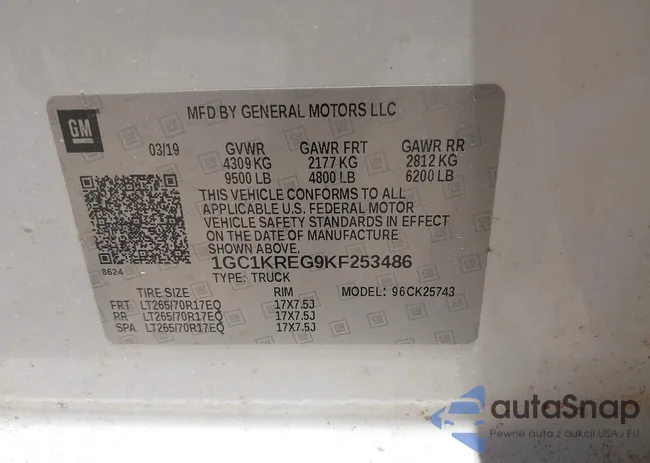 GM
MFD BY GENERAL MOTORS LLC
03/19 GVWR GAWR FRT GAWR RR
4309 KG 2177 KG 2812 KG
9500 LB 4800 LB 6200 LB
THIS VEHICLE CONFORMS TO ALL
APPLICABLE U.S. FEDERAL MOTOR
VEHICLE SAFETY STANDARDS IN EFFECT
ON THE DATE OF MANUFACTURE
SHOWN ABOVE.
8624
1GC1KREG9KF253486
TYPE: TRUCK
TIRE SIZE RIM MODEL: 96CK25743
FRT LT265/70R17EQ 17X7.5J
RR LT265/70R17EQ 17X7.5J
SPA LT265/70R17EQ 17X7.5J
autaSnap
Pewne auta z aukcji USA i EU